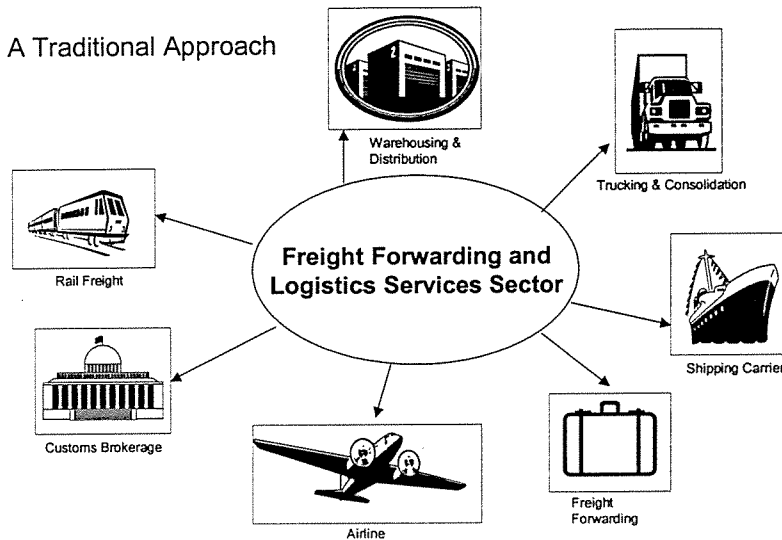 A Traditional Approach
Warehousing &
Distribution
Trucking & Consolidation
Rail Freight
Freight Forwarding and
Logistics Services Sector
Shipping Carrier
Customs Brokerage
Freight
Forwarding
Airline